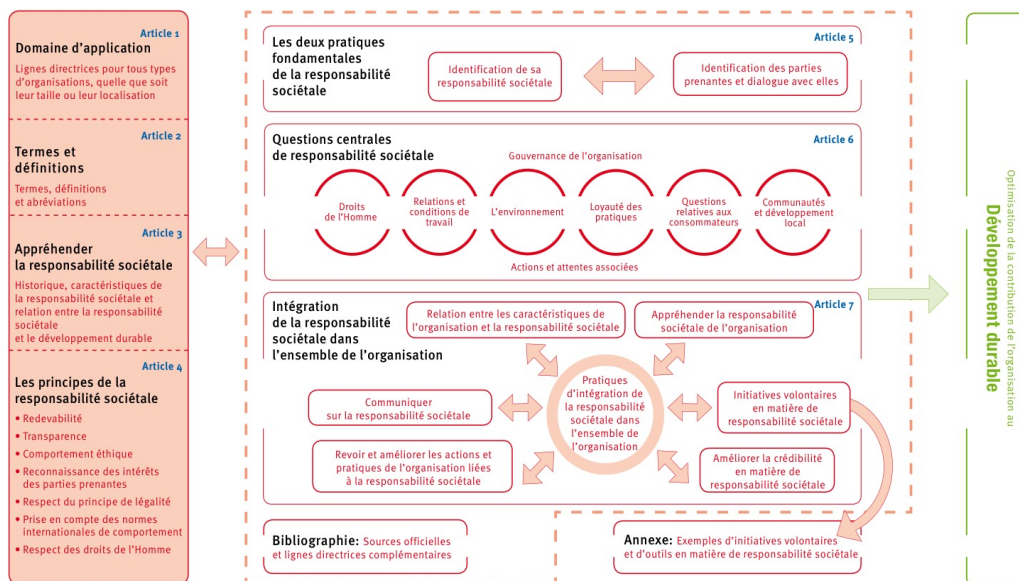 Article 1
Domaine d'application
Lignes directrices pour tous types
d'organisations, quelle que soit
leur taille ou leur localisation
Article 2
Termes et
définitions
Termes, définitions
et abréviations
Article 3
Appréhender
la responsabilité sociétale
Historique, caractéristiques de
la responsabilité sociétale et
relation entre la responsabilité
sociétale
et le développement durable
Article 4
Les principes de la
responsabilité sociétale
• Redevabilité
• Transparence
• Comportement éthique
• Reconnaissance des intérêts
des parties prenantes
• Respect du principe de légalité
• Prise en compte des normes
internationales de comportement
• Respect des droits de l'Homme
Article 5
Les deux pratiques
fondamentales
de la responsabilité
sociétale
Identification de sa
responsabilité sociétale
Identification des parties
prenantes et dialogue avec elles
Article 6
Questions centrales
de responsabilité sociétale
Gouvernance de l'organisation
Droits
de l'Homme
Relations et
conditions de
travail
L'environnement
Loyauté des
pratiques
Questions
relatives aux
consommateurs
Communautés
et développement
local
Actions et attentes associées
Article 7
Intégration
de la responsabilité
sociétale dans
l'ensemble de l'organisation
Relation entre les caractéristiques de
l'organisation et la responsabilité sociétale
Appréhender la responsabilité
sociétale de l'organisation
Pratiques
d'intégration de
la responsabilité
sociétale dans
l'ensemble de
l'organisation
Communiquer
sur la responsabilité sociétale
Initiatives volontaires
en matière de
responsabilité sociétale
Revoir et améliorer les actions et
pratiques de l'organisation liées
à la responsabilité sociétale
Améliorer la crédibilité
en matière de
responsabilité sociétale
Bibliographie: Sources officielles
et lignes directrices complémentaires
Annexe: Exemples d'initiatives volontaires
et d'outils en matière de responsabilité sociétale
Optimisation de la contribution de l'organisation au
Développement durable